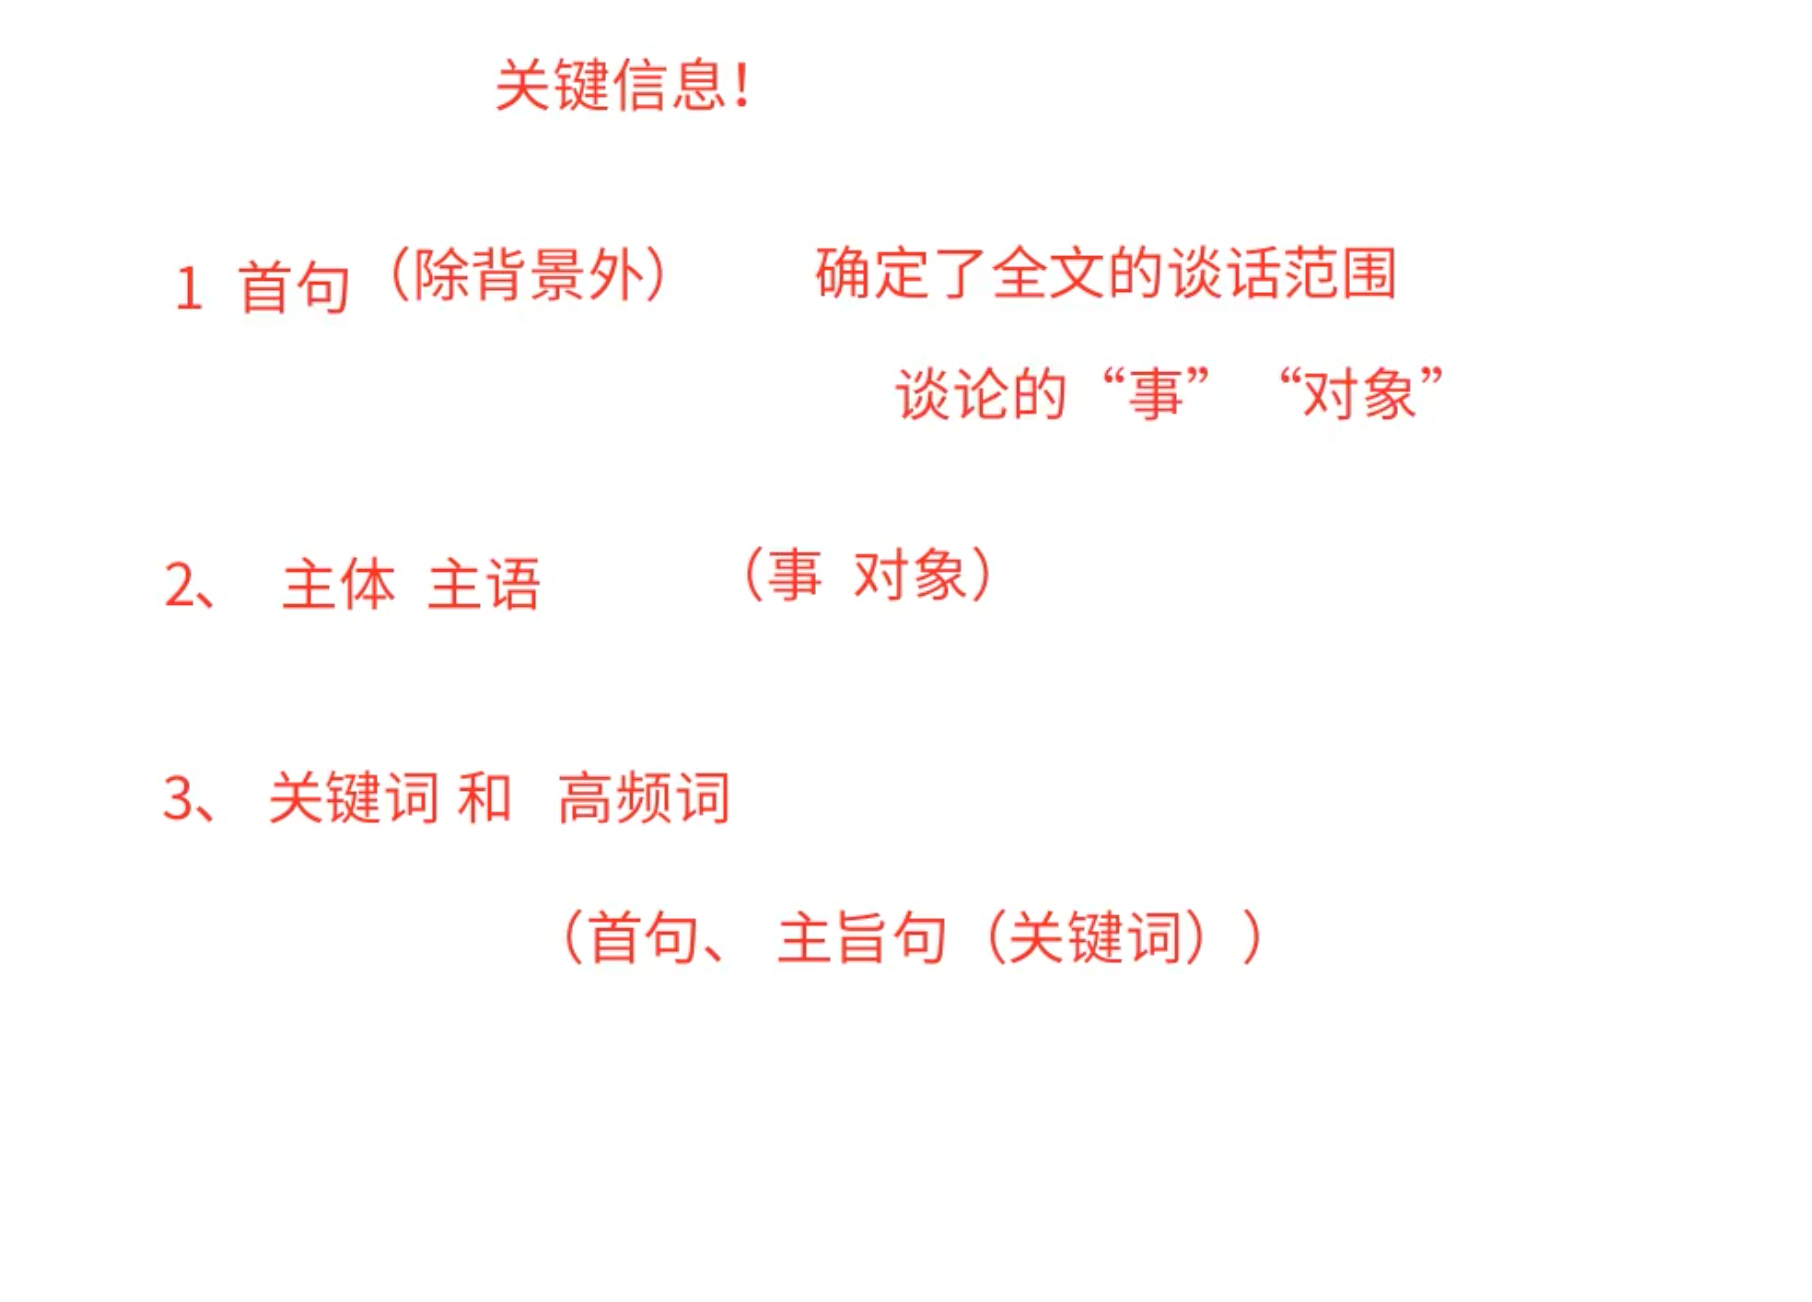 关键信息！
1 首句（除背景外） 确定了全文的谈话范围
谈论的“事” “对象”
2、 主体 主语 （事 对象）
3、 关键词 和 高频词
（首句、 主旨句（关键词））